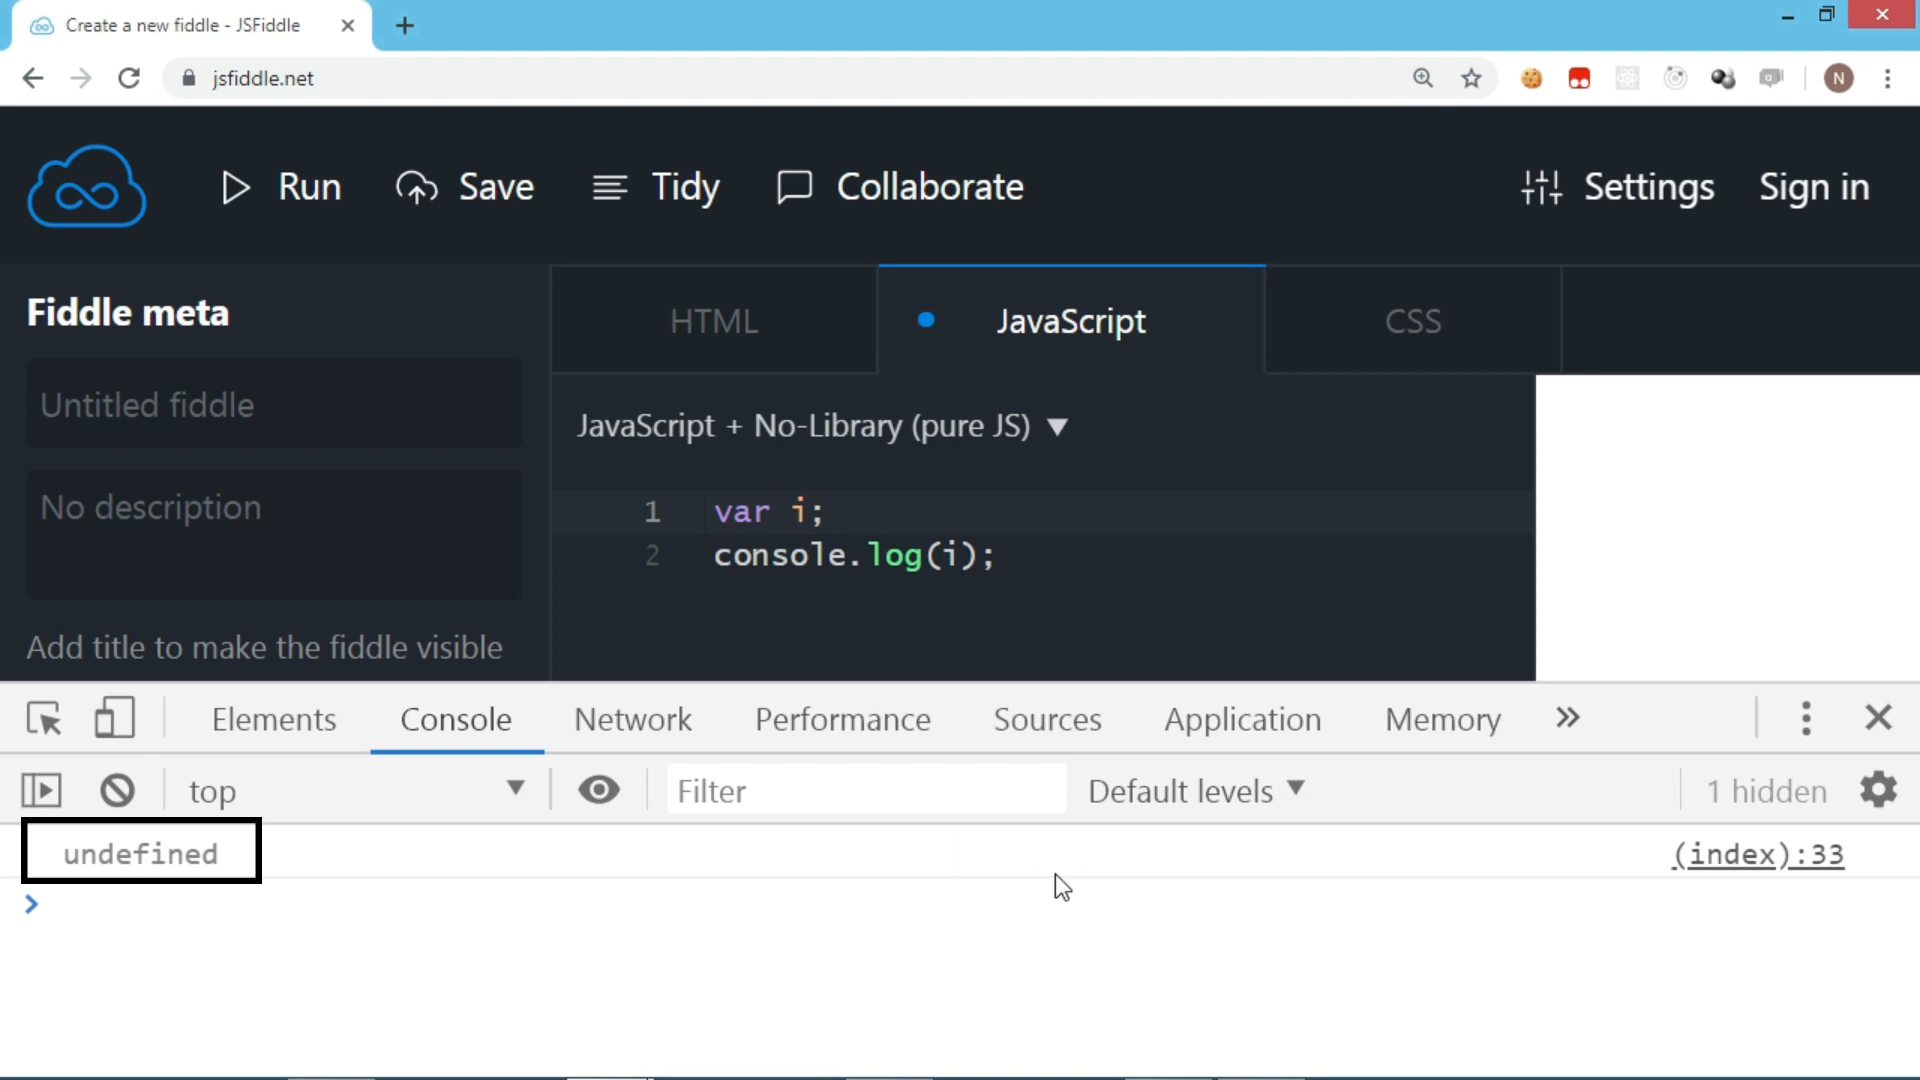 Create a new fiddle - JSFiddle
jsfiddle.net
N
Run Save Tidy Collaborate Settings Sign in
Fiddle meta
HTML JavaScript CSS
Untitled fiddle
JavaScript + No-Library (pure JS) ▼
No description
1 var i;
2 console.log(i);
Add title to make the fiddle visible
Elements Console Network Performance Sources Application Memory »
top ▼ Filter Default levels ▼ 1 hidden
undefined (index):33
>